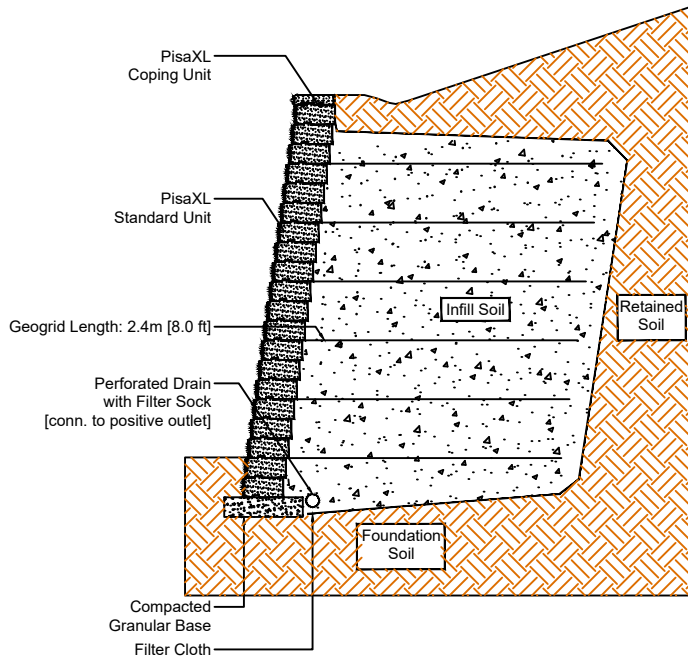 PisaXL
Coping Unit
PisaXL
Standard Unit
Infill Soil
Retained
Soil
Geogrid Length: 2.4m [8.0 ft]
Perforated Drain
with Filter Sock
[conn. to positive outlet]
Foundation
Soil
Compacted
Granular Base
Filter Cloth